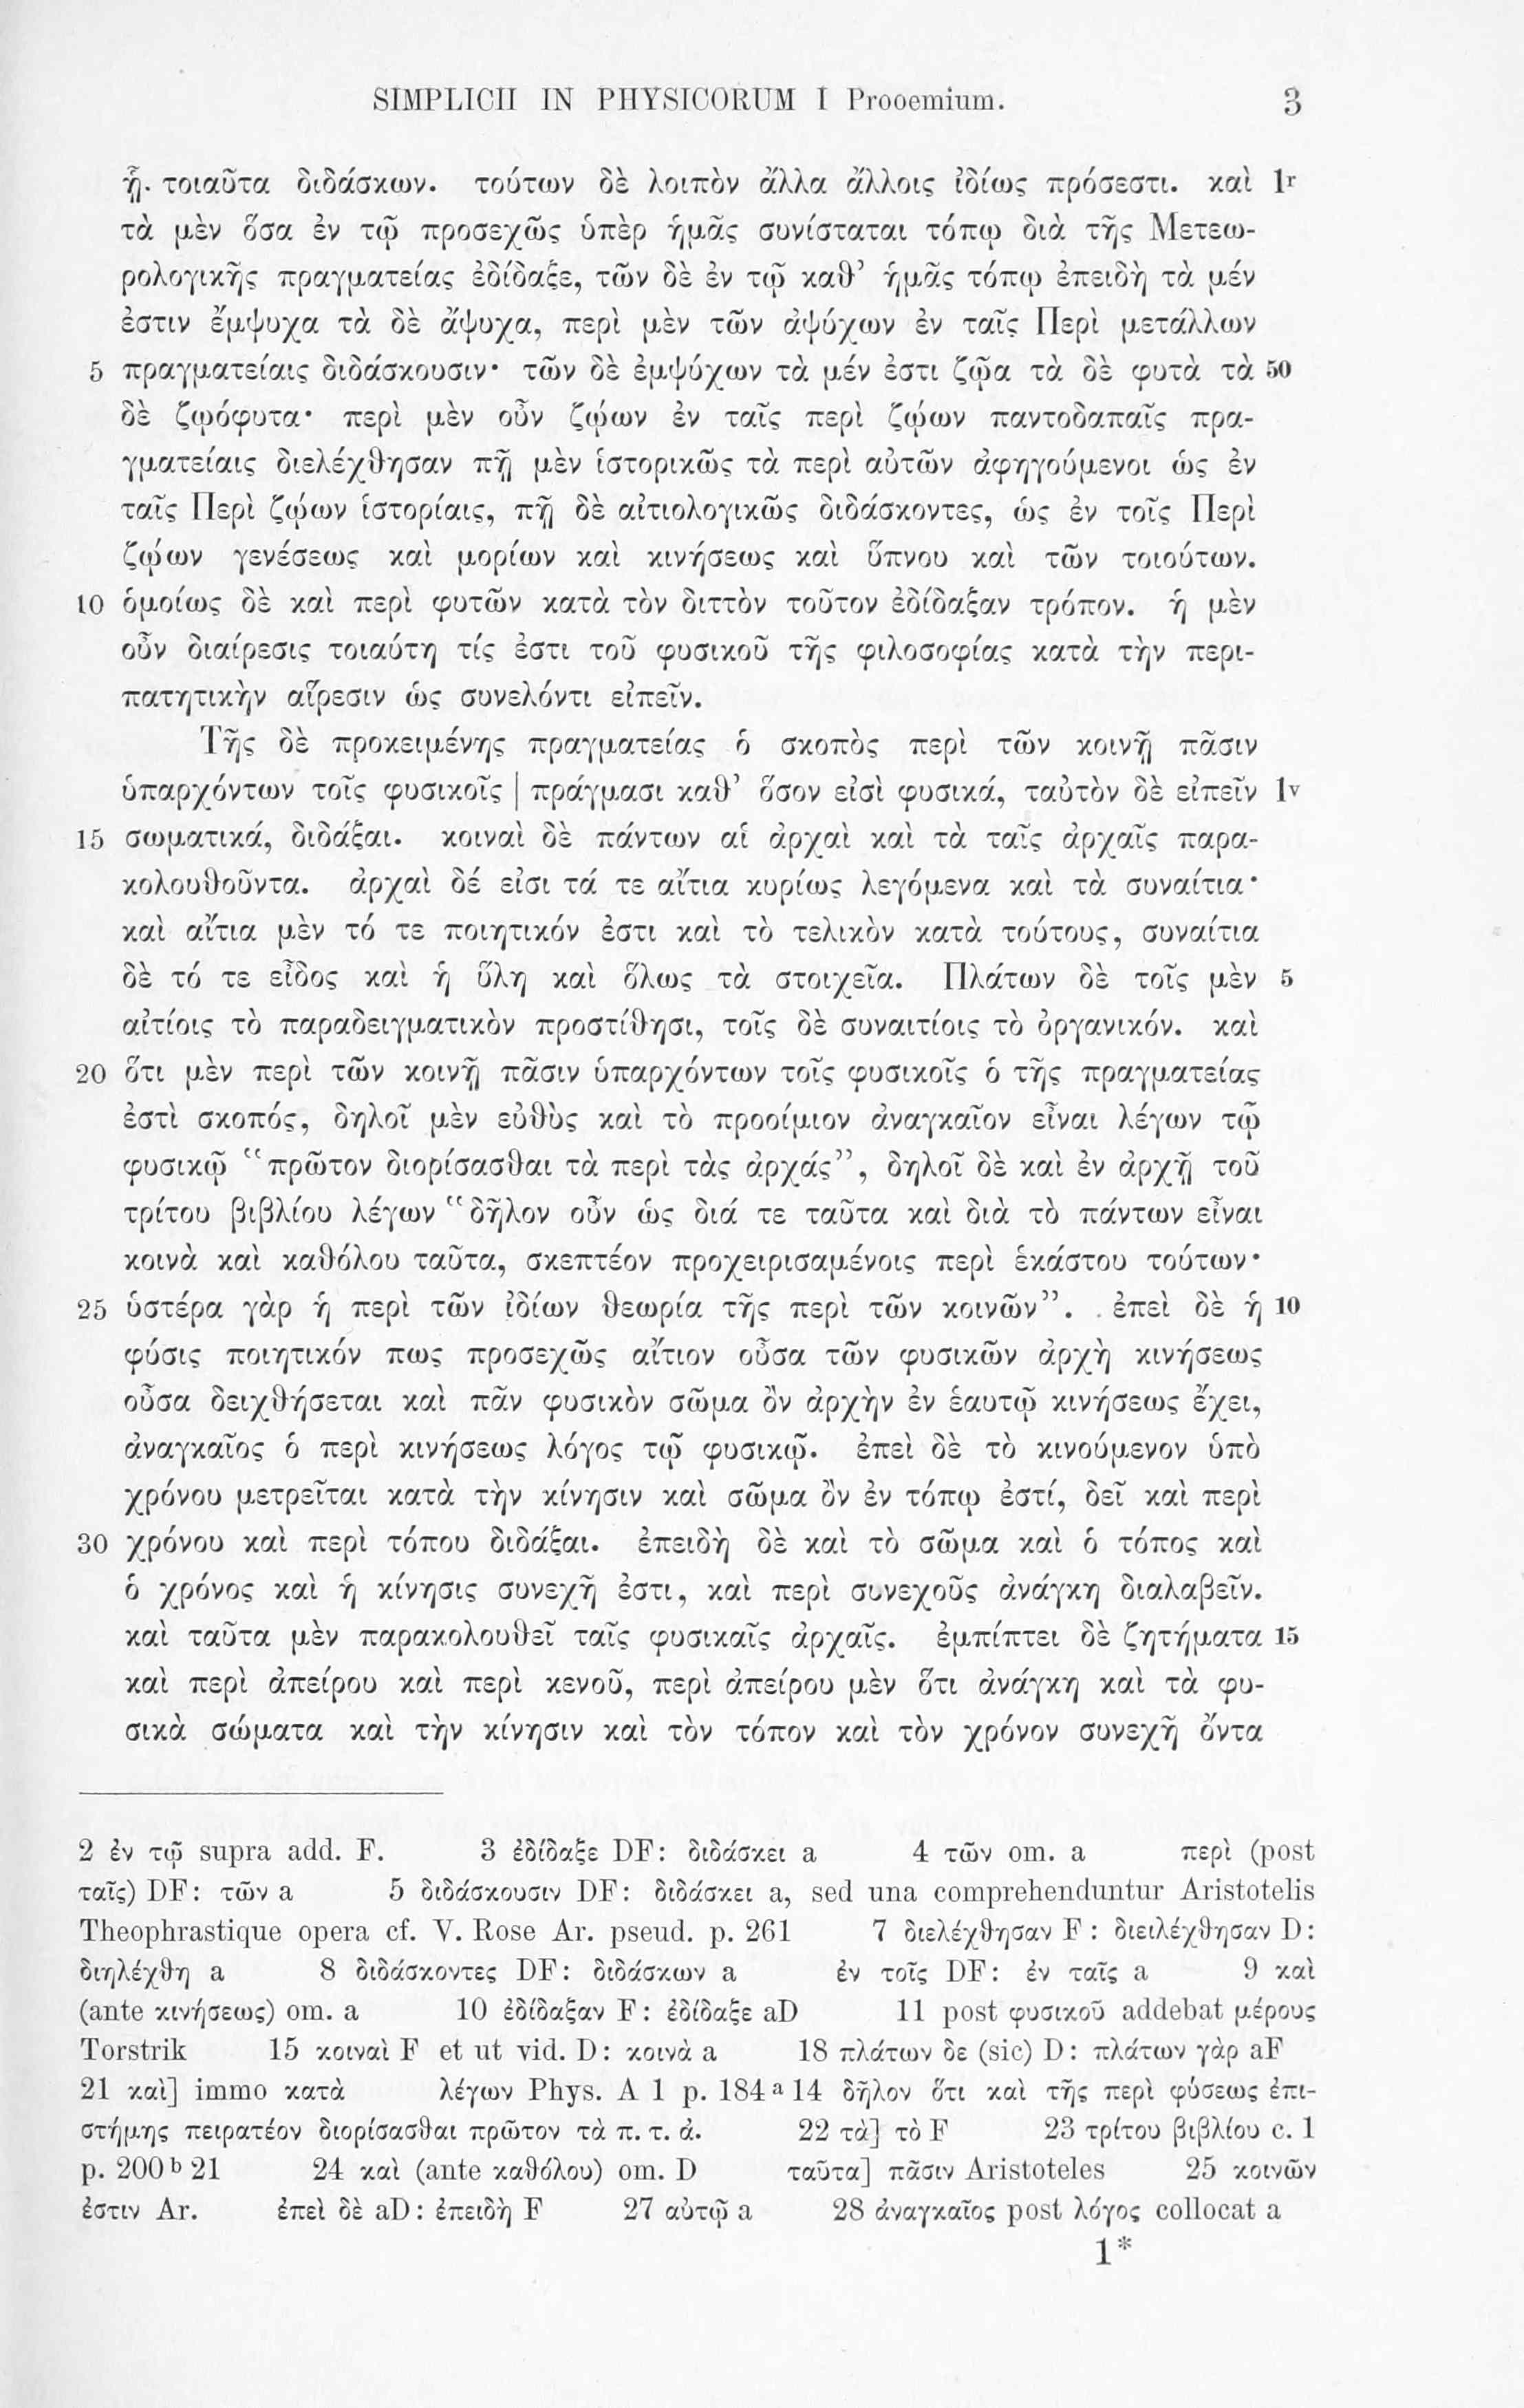 SIMPLICII IN PHYSICORUM I Prooemium. 3
ᾗ. τοιαῦτα διδάσκων. τούτων δὲ λοιπὸν ἄλλα ἄλλοις ἰδίως πρόσεστι. καὶ 1r
τὰ μὲν ὅσα ἐν τῷ προσεχῶς ὑπὲρ ἡμᾶς συνίσταται τόπῳ διὰ τῆς Μετεω-
ρολογικῆς πραγματείας ἐδίδαξε, τῶν δὲ ἐν τῷ καθ’ ἡμᾶς τόπῳ ἐπειδὴ τὰ μέν
ἐστιν ἔμψυχα τὰ δὲ ἄψυχα, περὶ μὲν τῶν ἀψύχων ἐν ταῖς Περὶ μετάλλων
5 πραγματείαις διδάσκουσιν· τῶν δὲ ἐμψύχων τὰ μέν ἐστι ζῷα τὰ δὲ φυτὰ τὰ 50
δὲ ζῳόφυτα· περὶ μὲν οὖν ζῴων ἐν ταῖς περὶ ζῴων παντοδαπαῖς πρα-
γματείαις διελέχθησαν πῇ μὲν ἱστορικῶς τὰ περὶ αὐτῶν ἀφηγούμενοι ὡς ἐν
ταῖς Περὶ ζῴων ἱστορίαις, πῇ δὲ αἰτιολογικῶς διδάσκοντες, ὡς ἐν τοῖς Περὶ
ζῴων γενέσεως καὶ μορίων καὶ κινήσεως καὶ ὕπνου καὶ τῶν τοιούτων.
10 ὁμοίως δὲ καὶ περὶ φυτῶν κατὰ τὸν διττὸν τοῦτον ἐδίδαξαν τρόπον. ἡ μὲν
οὖν διαίρεσις τοιαύτη τίς ἐστι τοῦ φυσικοῦ τῆς φιλοσοφίας κατὰ τὴν περι-
πατητικὴν αἵρεσιν ὡς συνελόντι εἰπεῖν.
Τῆς δὲ προκειμένης πραγματείας ὁ σκοπὸς περὶ τῶν κοινῇ πᾶσιν
ὑπαρχόντων τοῖς φυσικοῖς | πράγμασι καθ’ ὅσον εἰσὶ φυσικά, ταὐτὸν δὲ εἰπεῖν 1v
15 σωματικά, διδάξαι. κοιναὶ δὲ πάντων αἱ ἀρχαὶ καὶ τὰ ταῖς ἀρχαῖς παρα-
κολουθοῦντα. ἀρχαὶ δέ εἰσι τά τε αἴτια κυρίως λεγόμενα καὶ τὰ συναίτια·
καὶ αἴτια μὲν τό τε ποιητικόν ἐστι καὶ τὸ τελικὸν κατὰ τούτους, συναίτια
δὲ τό τε εἶδος καὶ ἡ ὕλη καὶ ὅλως τὰ στοιχεῖα. Πλάτων δὲ τοῖς μὲν 5
αἰτίοις τὸ παραδειγματικὸν προστίθησι, τοῖς δὲ συναιτίοις τὸ ὀργανικόν. καὶ
20 ὅτι μὲν περὶ τῶν κοινῇ πᾶσιν ὑπαρχόντων τοῖς φυσικοῖς ὁ τῆς πραγματείας
ἐστὶ σκοπός, δηλοῖ μὲν εὐθὺς καὶ τὸ προοίμιον ἀναγκαῖον εἶναι λέγων τῷ
φυσικῷ “πρῶτον διορίσασθαι τὰ περὶ τὰς ἀρχάς”, δηλοῖ δὲ καὶ ἐν ἀρχῇ τοῦ
τρίτου βιβλίου λέγων “δῆλον οὖν ὡς διά τε ταῦτα καὶ διὰ τὸ πάντων εἶναι
κοινὰ καὶ καθόλου ταῦτα, σκεπτέον προχειρισαμένοις περὶ ἑκάστου τούτων·
25 ὑστέρα γὰρ ἡ περὶ τῶν ἰδίων θεωρία τῆς περὶ τῶν κοινῶν”. ἐπεὶ δὲ ἡ 10
φύσις ποιητικόν πως προσεχῶς αἴτιον οὖσα τῶν φυσικῶν ἀρχὴ κινήσεως
οὖσα δειχθήσεται καὶ πᾶν φυσικὸν σῶμα ὂν ἀρχὴν ἐν ἑαυτῷ κινήσεως ἔχει,
ἀναγκαῖος ὁ περὶ κινήσεως λόγος τῷ φυσικῷ. ἐπεὶ δὲ τὸ κινούμενον ὑπὸ
χρόνου μετρεῖται κατὰ τὴν κίνησιν καὶ σῶμα ὂν ἐν τόπῳ ἐστί, δεῖ καὶ περὶ
30 χρόνου καὶ περὶ τόπου διδάξαι. ἐπειδὴ δὲ καὶ τὸ σῶμα καὶ ὁ τόπος καὶ
ὁ χρόνος καὶ ἡ κίνησις συνεχῆ ἐστι, καὶ περὶ συνεχοῦς ἀνάγκη διαλαβεῖν.
καὶ ταῦτα μὲν παρακολουθεῖ ταῖς φυσικαῖς ἀρχαῖς. ἐμπίπτει δὲ ζητήματα 15
καὶ περὶ ἀπείρου καὶ περὶ κενοῦ, περὶ ἀπείρου μὲν ὅτι ἀνάγκη καὶ τὰ φυ-
σικὰ σώματα καὶ τὴν κίνησιν καὶ τὸν τόπον καὶ τὸν χρόνον συνεχῆ ὄντα
2 ἐν τῷ supra add. F. 3 ἐδίδαξε DF: διδάσκει a 4 τῶν om. a περὶ (post
ταῖς) DF: τῶν a 5 διδάσκουσιν DF: διδάσκει a, sed una comprehenduntur Aristotelis
Theophrastique opera cf. V. Rose Ar. pseud. p. 261 7 διελέχθησαν F: διειλέχθησαν D:
διηλέχθη a 8 διδάσκοντες DF: διδάσκων a ἐν τοῖς DF: ἐν ταῖς a 9 καὶ
(ante κινήσεως) om. a 10 ἐδίδαξαν F: ἐδίδαξε aD 11 post φυσικοῦ addebat μέρους
Torstrik 15 κοιναὶ F et ut vid. D: κοινὰ a 18 πλάτων δε (sic) D: πλάτων γὰρ aF
21 καὶ] immo κατὰ λέγων Phys. A 1 p. 184a14 δῆλον ὅτι καὶ τῆς περὶ φύσεως ἐπι-
στήμης πειρατέον διορίσασθαι πρῶτον τὰ π. τ. ἀ. 22 τὰ] τὸ F 23 τρίτου βιβλίου c. 1
p. 200b21 24 καὶ (ante καθόλου) om. D ταῦτα] πᾶσιν Aristoteles 25 κοινῶν
ἐστιν Ar. ἐπεὶ δὲ aD: ἐπειδὴ F 27 αὐτῷ a 28 ἀναγκαῖος post λόγος collocat a
1*